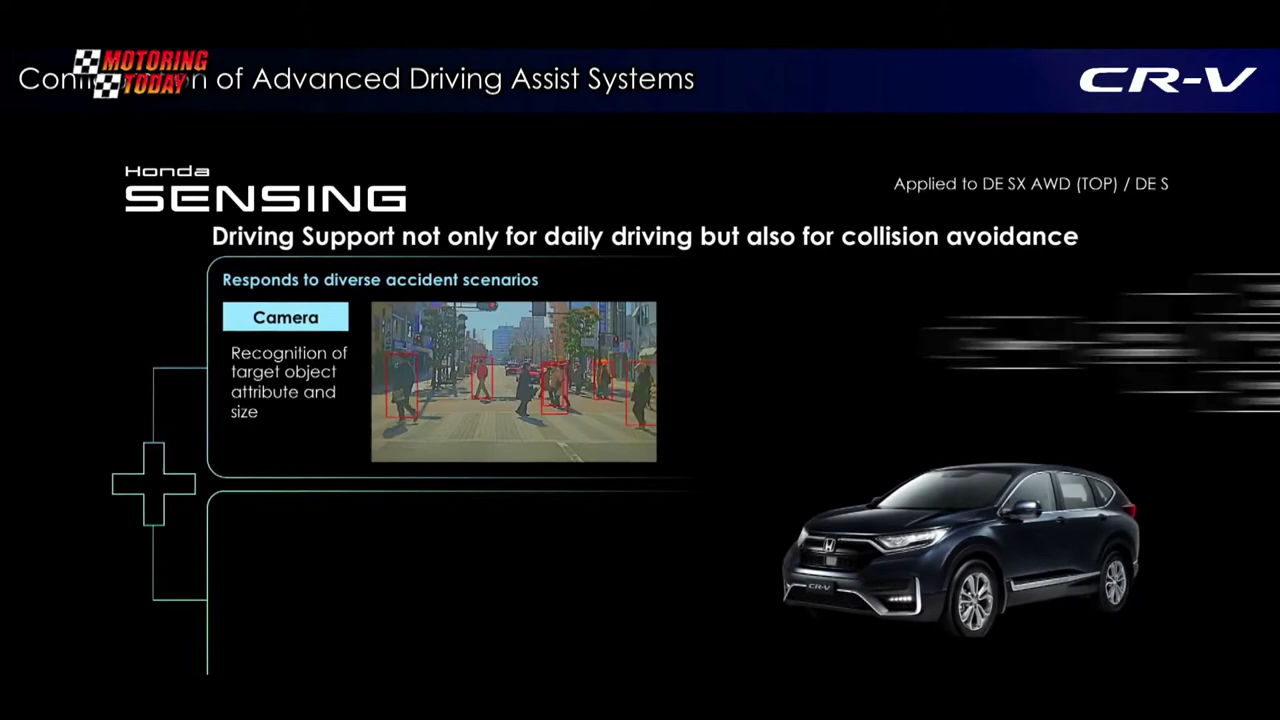 MOTORING
TODAY
of Advanced Driving Assist Systems
CR-V
Honda
SENSING
Applied to DE SX AWD (TOP) / DE S
Driving Support not only for daily driving but also for collision avoidance
Responds to diverse accident scenarios
Camera
Recognition of
target object
attribute and
size
CR-V